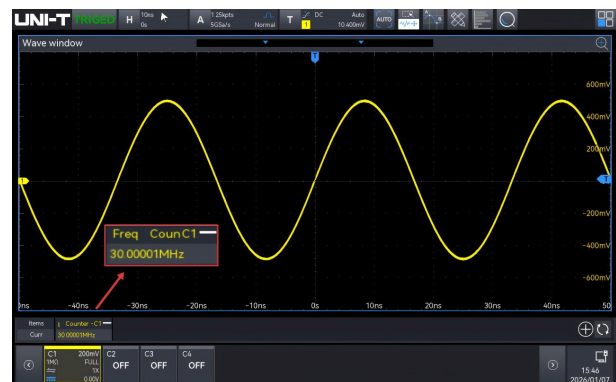 UNI-T TRIGED H 10ns 0s A 1.25kpts 5GSa/s Normal T DC 1 Auto 10.400mV AUTO
Wave window
T
600mV
400mV
200mV
1
T
-200mV
-400mV
-600mV
Freq Coun C1
30.00001MHz
0ns -40ns -30ns -20ns -10ns 0s 10ns 20ns 30ns 40ns 50
Items Counter -C1
Curr 30.00001MHz
C1 200mV C2 C3 C4
1MΩ FULL OFF OFF OFF
1X
0.00V
15:46
2026/01/07